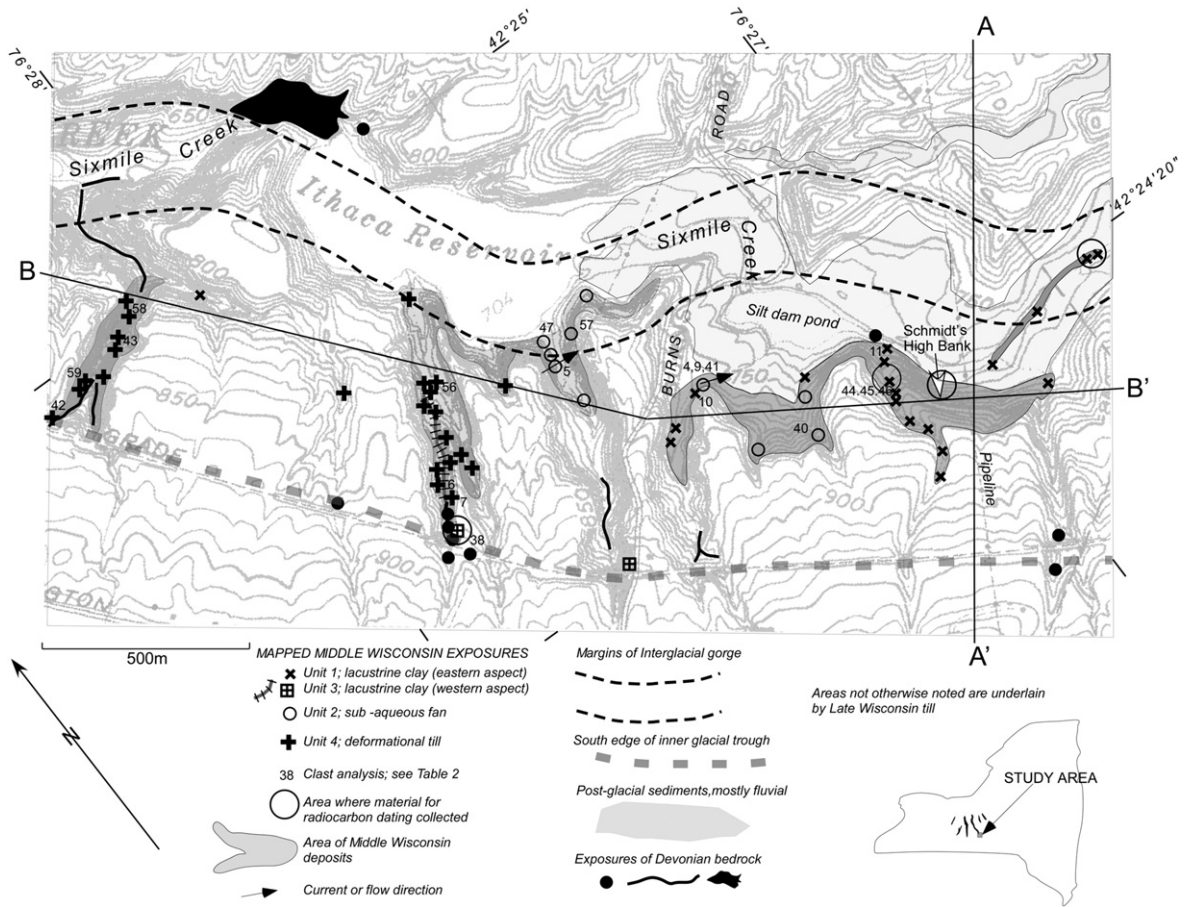 A
76°28'
42°25'
76°27'
ROAD
650
REEK
Sixmile Creek
800
750
42°24'20"
Ithaca Reservoir
Sixmile Creek
B
800
704
58
47
57
Silt dam pond
Schmidt's
High Bank
43
5
BURNS
4,9,41
750
11
B'
59
56
10
44,45,46
42
40
GRADE
850
Pipeline
16
17
900
38
900
GTON
A'
500m
N
MAPPED MIDDLE WISCONSIN EXPOSURES
Unit 1; lacustrine clay (eastern aspect)
Unit 3; lacustrine clay (western aspect)
Unit 2; sub -aqueous fan
Unit 4; deformational till
38 Clast analysis; see Table 2
Area where material for
radiocarbon dating collected
Area of Middle Wisconsin
deposits
Current or flow direction
Margins of Interglacial gorge
South edge of inner glacial trough
Post-glacial sediments,mostly fluvial
Exposures of Devonian bedrock
Areas not otherwise noted are underlain
by Late Wisconsin till
STUDY AREA